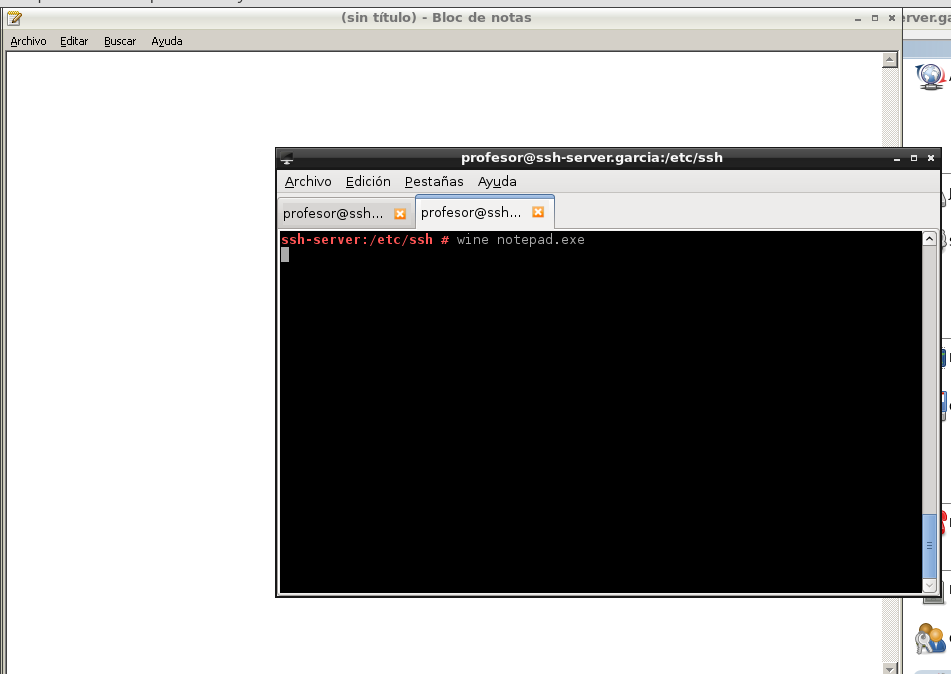 (sin título) - Bloc de notas
rver.ga
Archivo Editar Buscar Ayuda
profesor@ssh-server.garcia:/etc/ssh
Archivo Edición Pestañas Ayuda
profesor@ssh... profesor@ssh...
ssh-server:/etc/ssh # wine notepad.exe